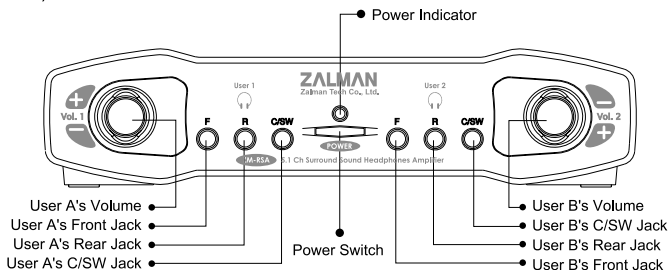 Power Indicator
User 1
ZALMAN
Zalman Tech Co., Ltd.
User 2
Vol. 1
F
R
C/SW
POWER
F
R
C/SW
Vol. 2
CM-RSA 5.1 Ch Surround Sound Headphones Amplifier
User A's Volume
User A's Front Jack
User A's Rear Jack
User A's C/SW Jack
Power Switch
User B's Volume
User B's C/SW Jack
User B's Rear Jack
User B's Front Jack